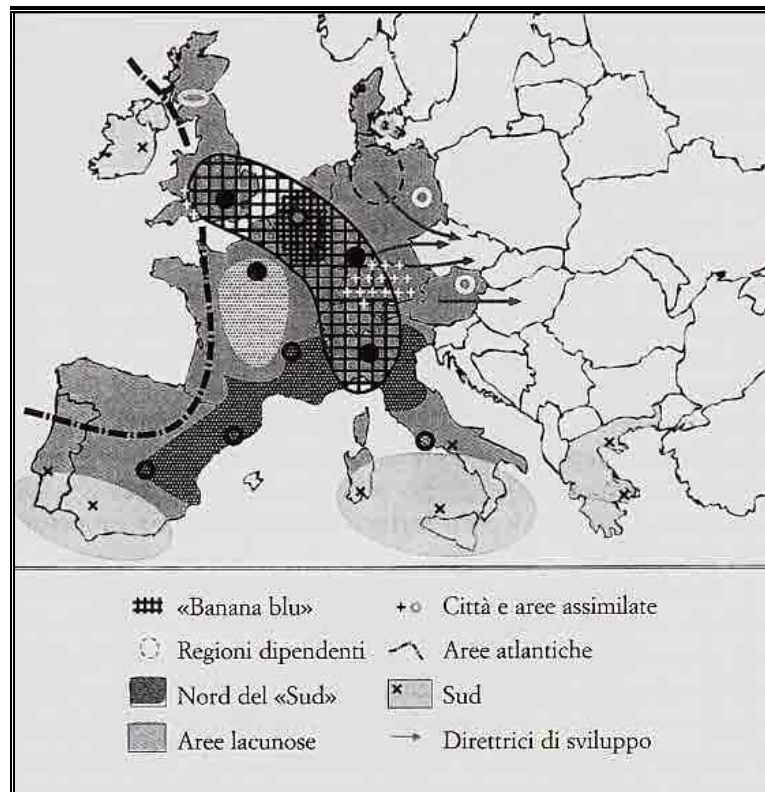 «Banana blu»
Città e aree assimilate
Regioni dipendenti
Aree atlantiche
Nord del «Sud»
Sud
Aree lacunose
Direttrici di sviluppo